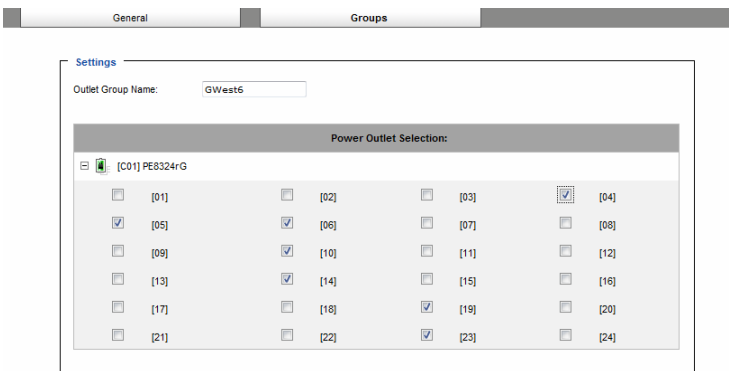 General Groups
Settings
Outlet Group Name: GWest6
Power Outlet Selection:
[C01] PE8324rG
[01] [02] [03] [04]
[05] [06] [07] [08]
[09] [10] [11] [12]
[13] [14] [15] [16]
[17] [18] [19] [20]
[21] [22] [23] [24]